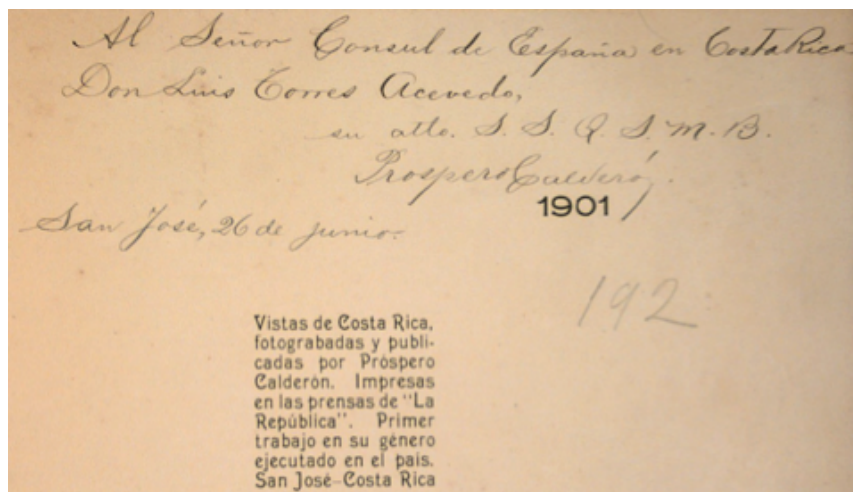 Al Señor Consul de España en Costa Rica
Don Luis Torres Acevedo,
su atto. S. S. Q. S. M. B.
Prospero Calderón.
1901
San José, 26 de junio.
192
Vistas de Costa Rica,
fotograbadas y publi-
cadas por Próspero
Calderón. Impresas
en las prensas de "La
República". Primer
trabajo en su género
ejecutado en el país.
San José-Costa Rica